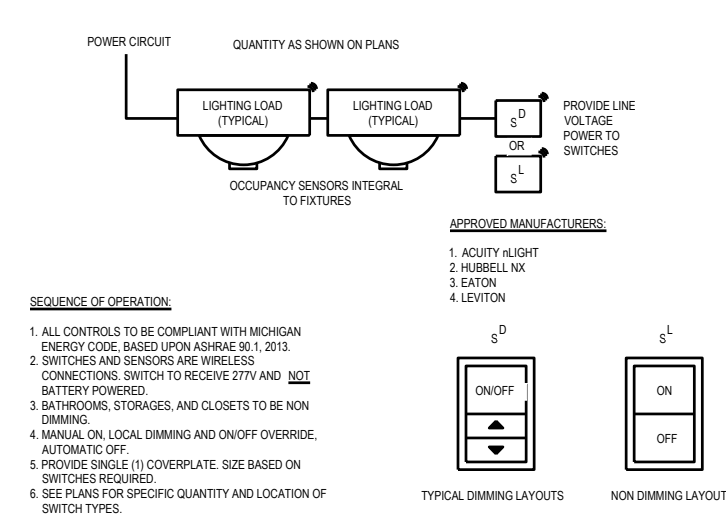 POWER CIRCUIT
QUANTITY AS SHOWN ON PLANS
LIGHTING LOAD
(TYPICAL)
LIGHTING LOAD
(TYPICAL)
S D
OR
S L
PROVIDE LINE
VOLTAGE
POWER TO
SWITCHES
OCCUPANCY SENSORS INTEGRAL
TO FIXTURES
APPROVED MANUFACTURERS:
1. ACUITY nLIGHT
2. HUBBELL NX
3. EATON
4. LEVITON
SEQUENCE OF OPERATION:
1. ALL CONTROLS TO BE COMPLIANT WITH MICHIGAN
ENERGY CODE, BASED UPON ASHRAE 90.1, 2013.
2. SWITCHES AND SENSORS ARE WIRELESS
CONNECTIONS. SWITCH TO RECEIVE 277V AND NOT
BATTERY POWERED.
3. BATHROOMS, STORAGES, AND CLOSETS TO BE NON
DIMMING.
4. MANUAL ON, LOCAL DIMMING AND ON/OFF OVERRIDE,
AUTOMATIC OFF.
5. PROVIDE SINGLE (1) COVERPLATE. SIZE BASED ON
SWITCHES REQUIRED.
6. SEE PLANS FOR SPECIFIC QUANTITY AND LOCATION OF
SWITCH TYPES.
S D
ON/OFF
TYPICAL DIMMING LAYOUTS
S L
ON
OFF
NON DIMMING LAYOUT